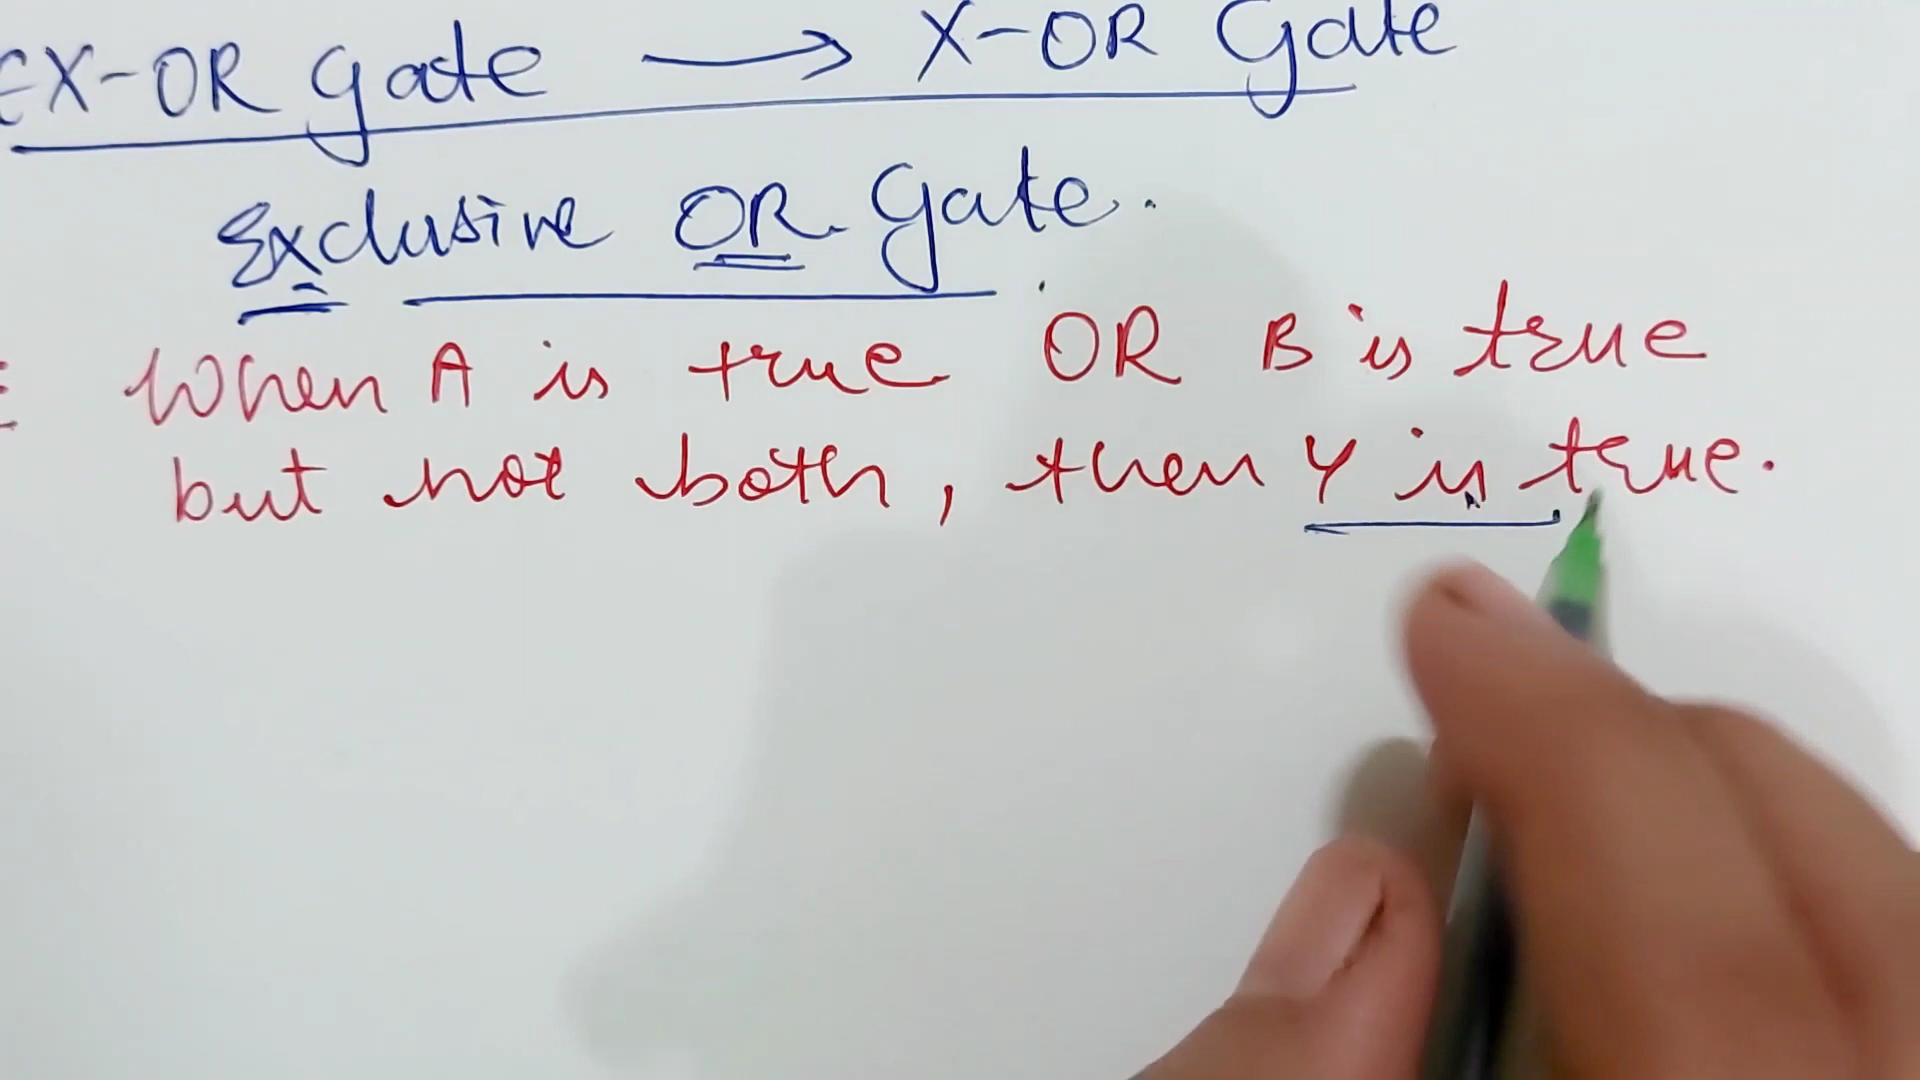 EX-OR gate → X-OR Gate
Exclusive OR Gate.
: When A is true OR B is true
but not both, then Y is true.